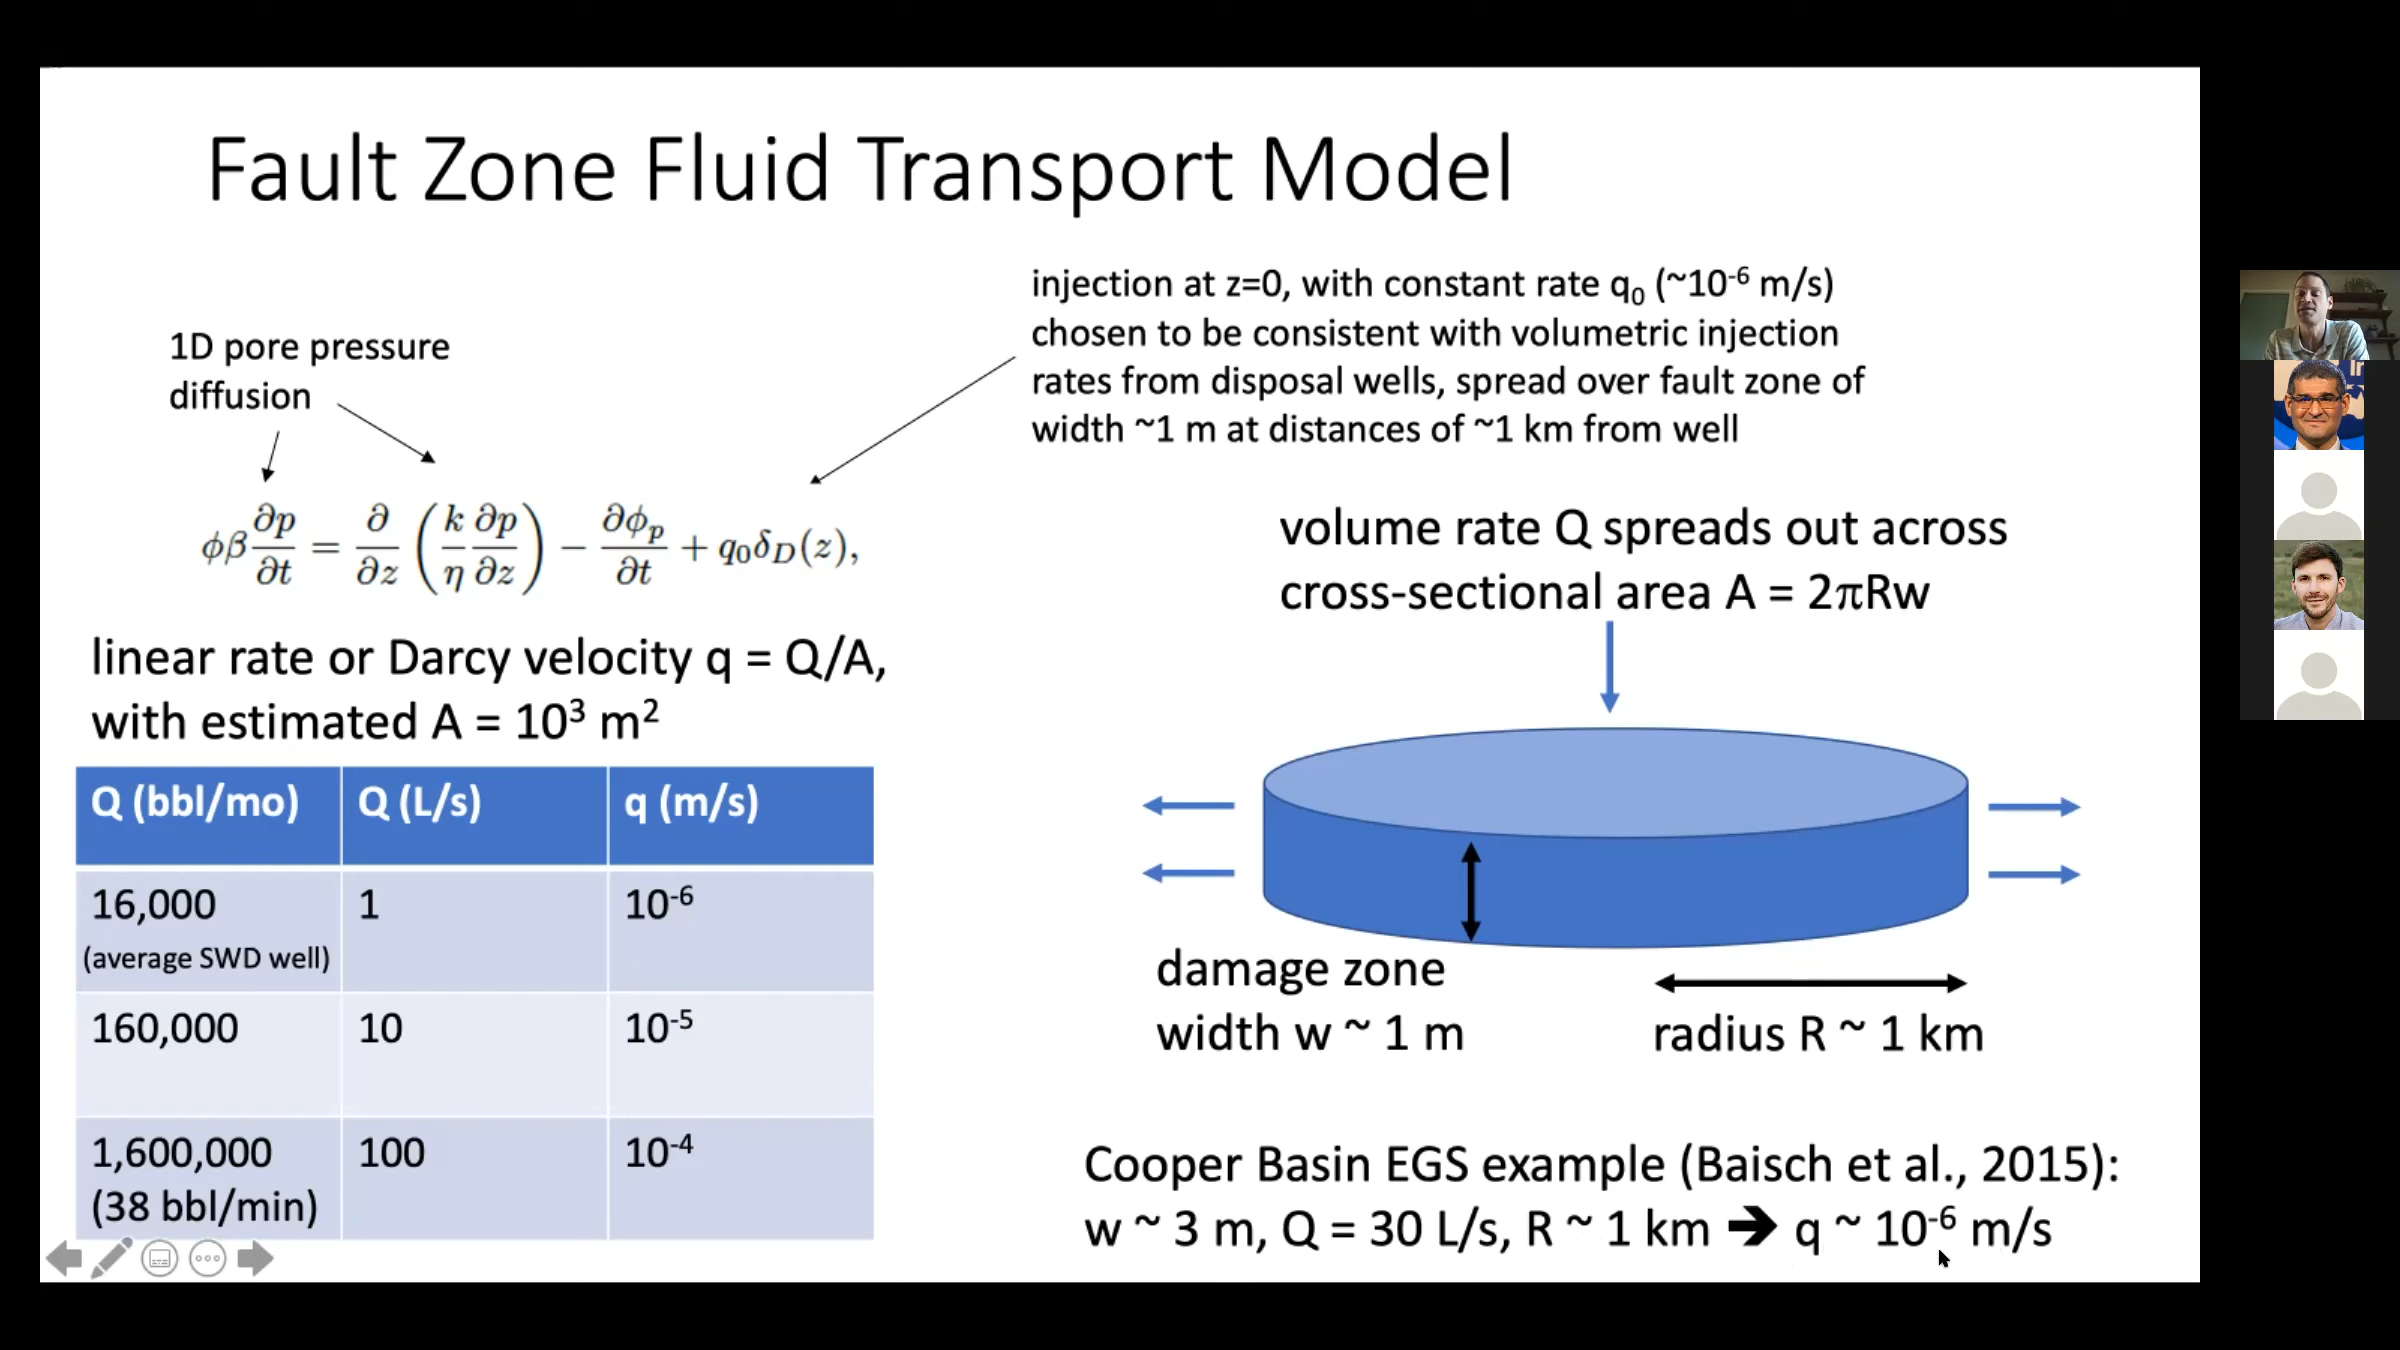 Fault Zone Fluid Transport Model
injection at z=0, with constant rate q₀ (~10⁻⁶ m/s)
chosen to be consistent with volumetric injection
rates from disposal wells, spread over fault zone of
width ~1 m at distances of ~1 km from well
1D pore pressure
diffusion
ϕβ ∂p/∂t = ∂/∂z (k/η ∂p/∂z) − ∂ϕₚ/∂t + q₀δ_D(z),
linear rate or Darcy velocity q = Q/A,
with estimated A = 10³ m²
Q (bbl/mo) Q (L/s) q (m/s)
16,000 1 10⁻⁶
(average SWD well)
160,000 10 10⁻⁵
1,600,000 100 10⁻⁴
(38 bbl/min)
volume rate Q spreads out across
cross-sectional area A = 2πRw
damage zone
width w ~ 1 m
radius R ~ 1 km
Cooper Basin EGS example (Baisch et al., 2015):
w ~ 3 m, Q = 30 L/s, R ~ 1 km ➔ q ~ 10⁻⁶ m/s